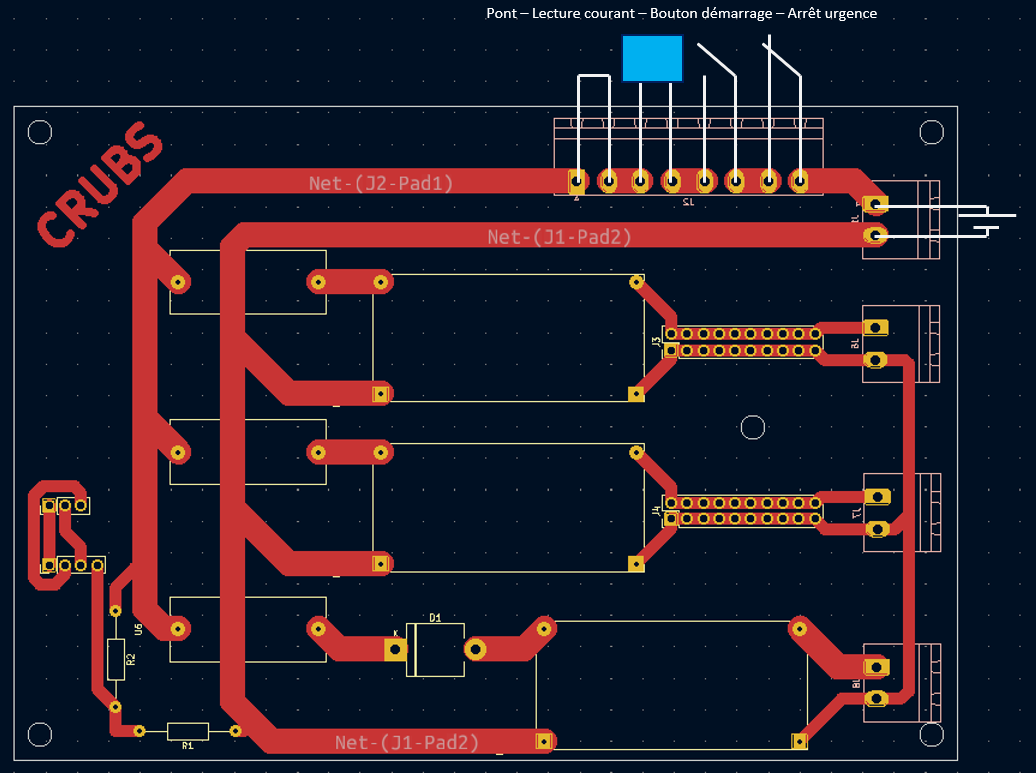 Pont – Lecture courant – Bouton démarrage – Arrêt urgence
CRUBS
Net-(J2-Pad1)
Net-(J1-Pad2)
J3
J4
D1
K
U6
R2
R1
Net-(J1-Pad2)